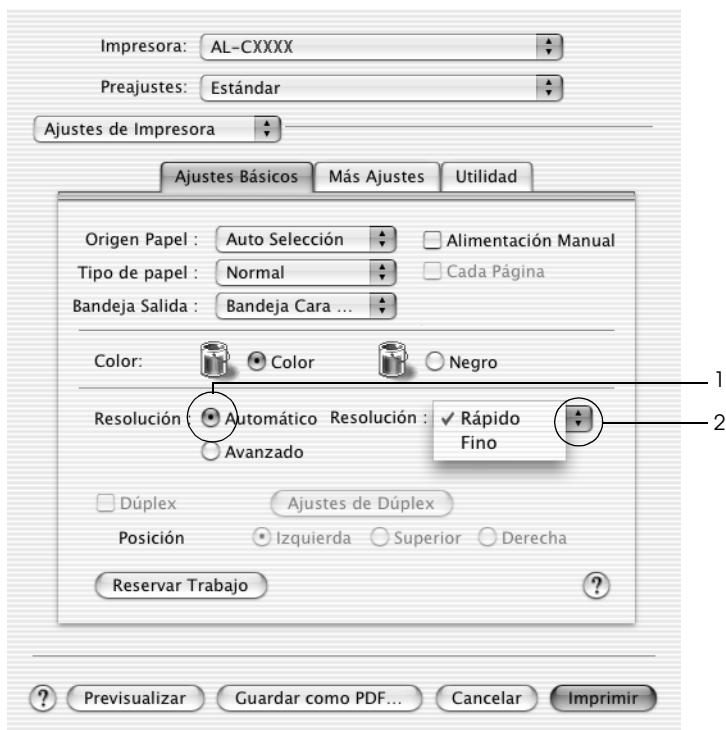 Impresora: AL-CXXXX
Preajustes: Estándar
Ajustes de Impresora
Ajustes Básicos Más Ajustes Utilidad
Origen Papel : Auto Selección Alimentación Manual
Tipo de papel : Normal Cada Página
Bandeja Salida : Bandeja Cara ...
Color: Color Negro
1
Resolución : Automático Resolución : ✓ Rápido 2
Fino
Avanzado
Dúplex Ajustes de Dúplex
Posición Izquierda Superior Derecha
Reservar Trabajo ?
? Previsualizar Guardar como PDF... Cancelar Imprimir